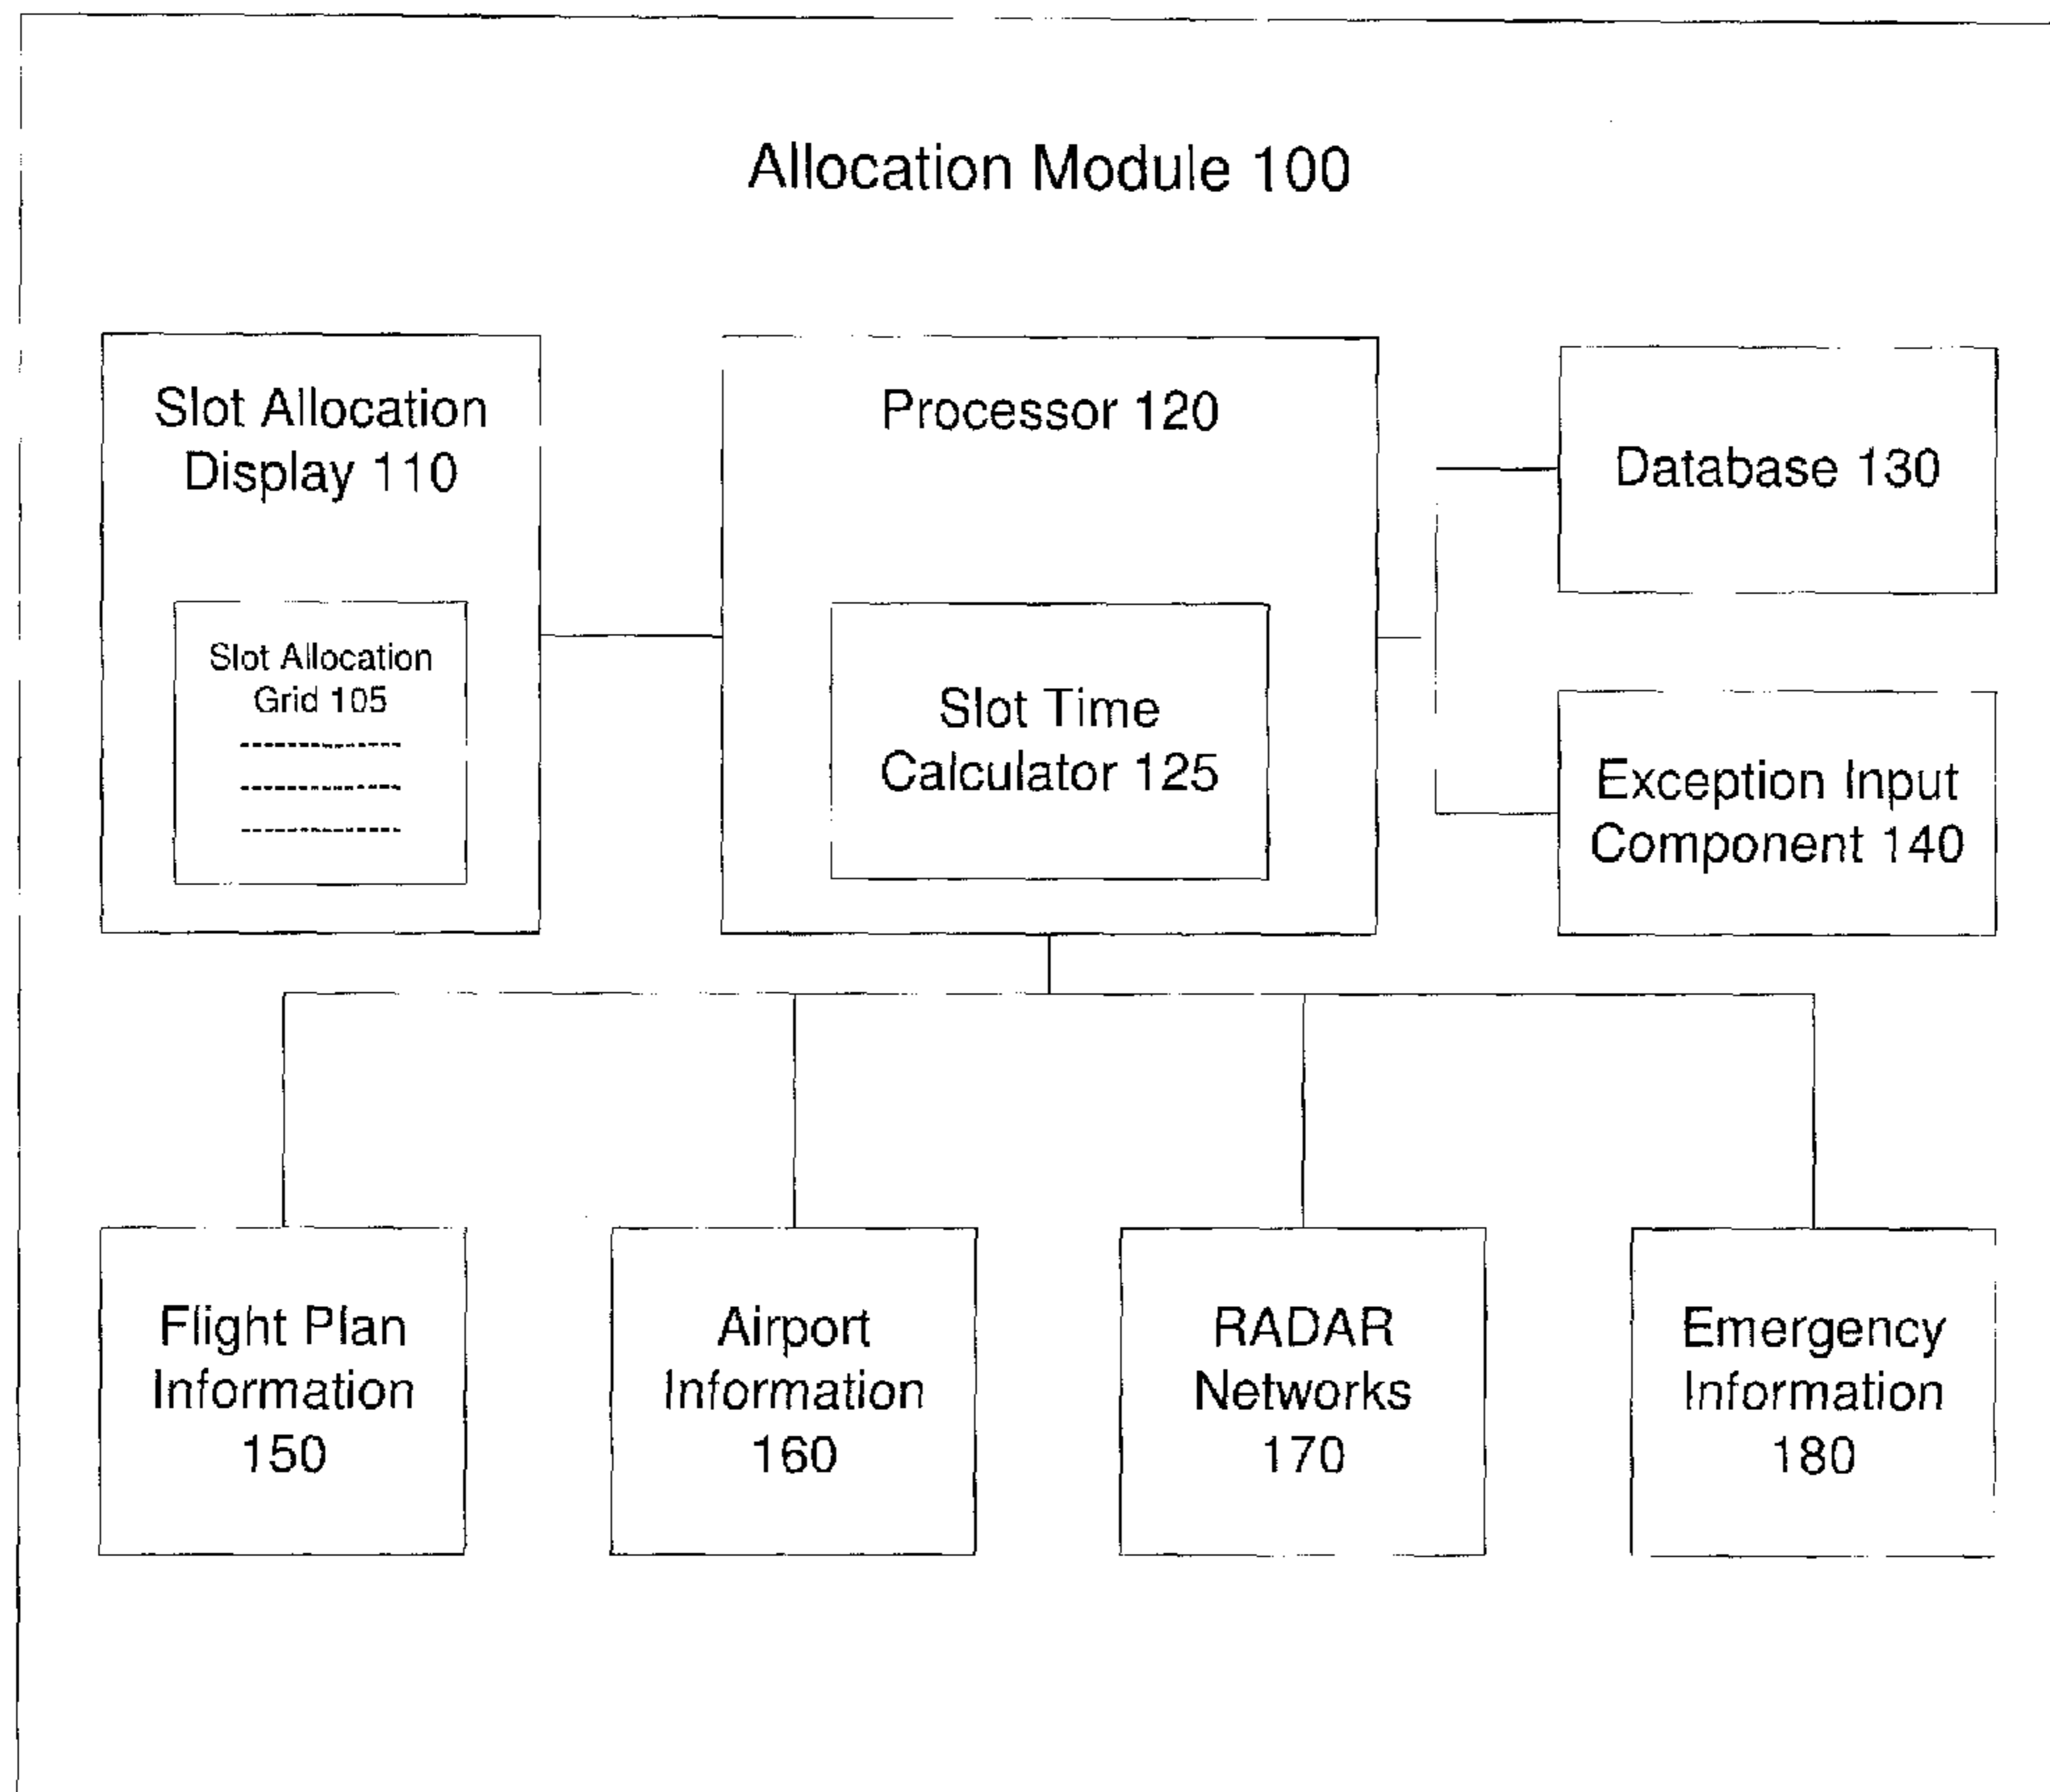 Allocation Module 100
Slot Allocation
Display 110
Slot Allocation
Grid 105
Processor 120
Slot Time
Calculator 125
Database 130
Exception Input
Component 140
Flight Plan
Information
150
Airport
Information
160
RADAR
Networks
170
Emergency
Information
180